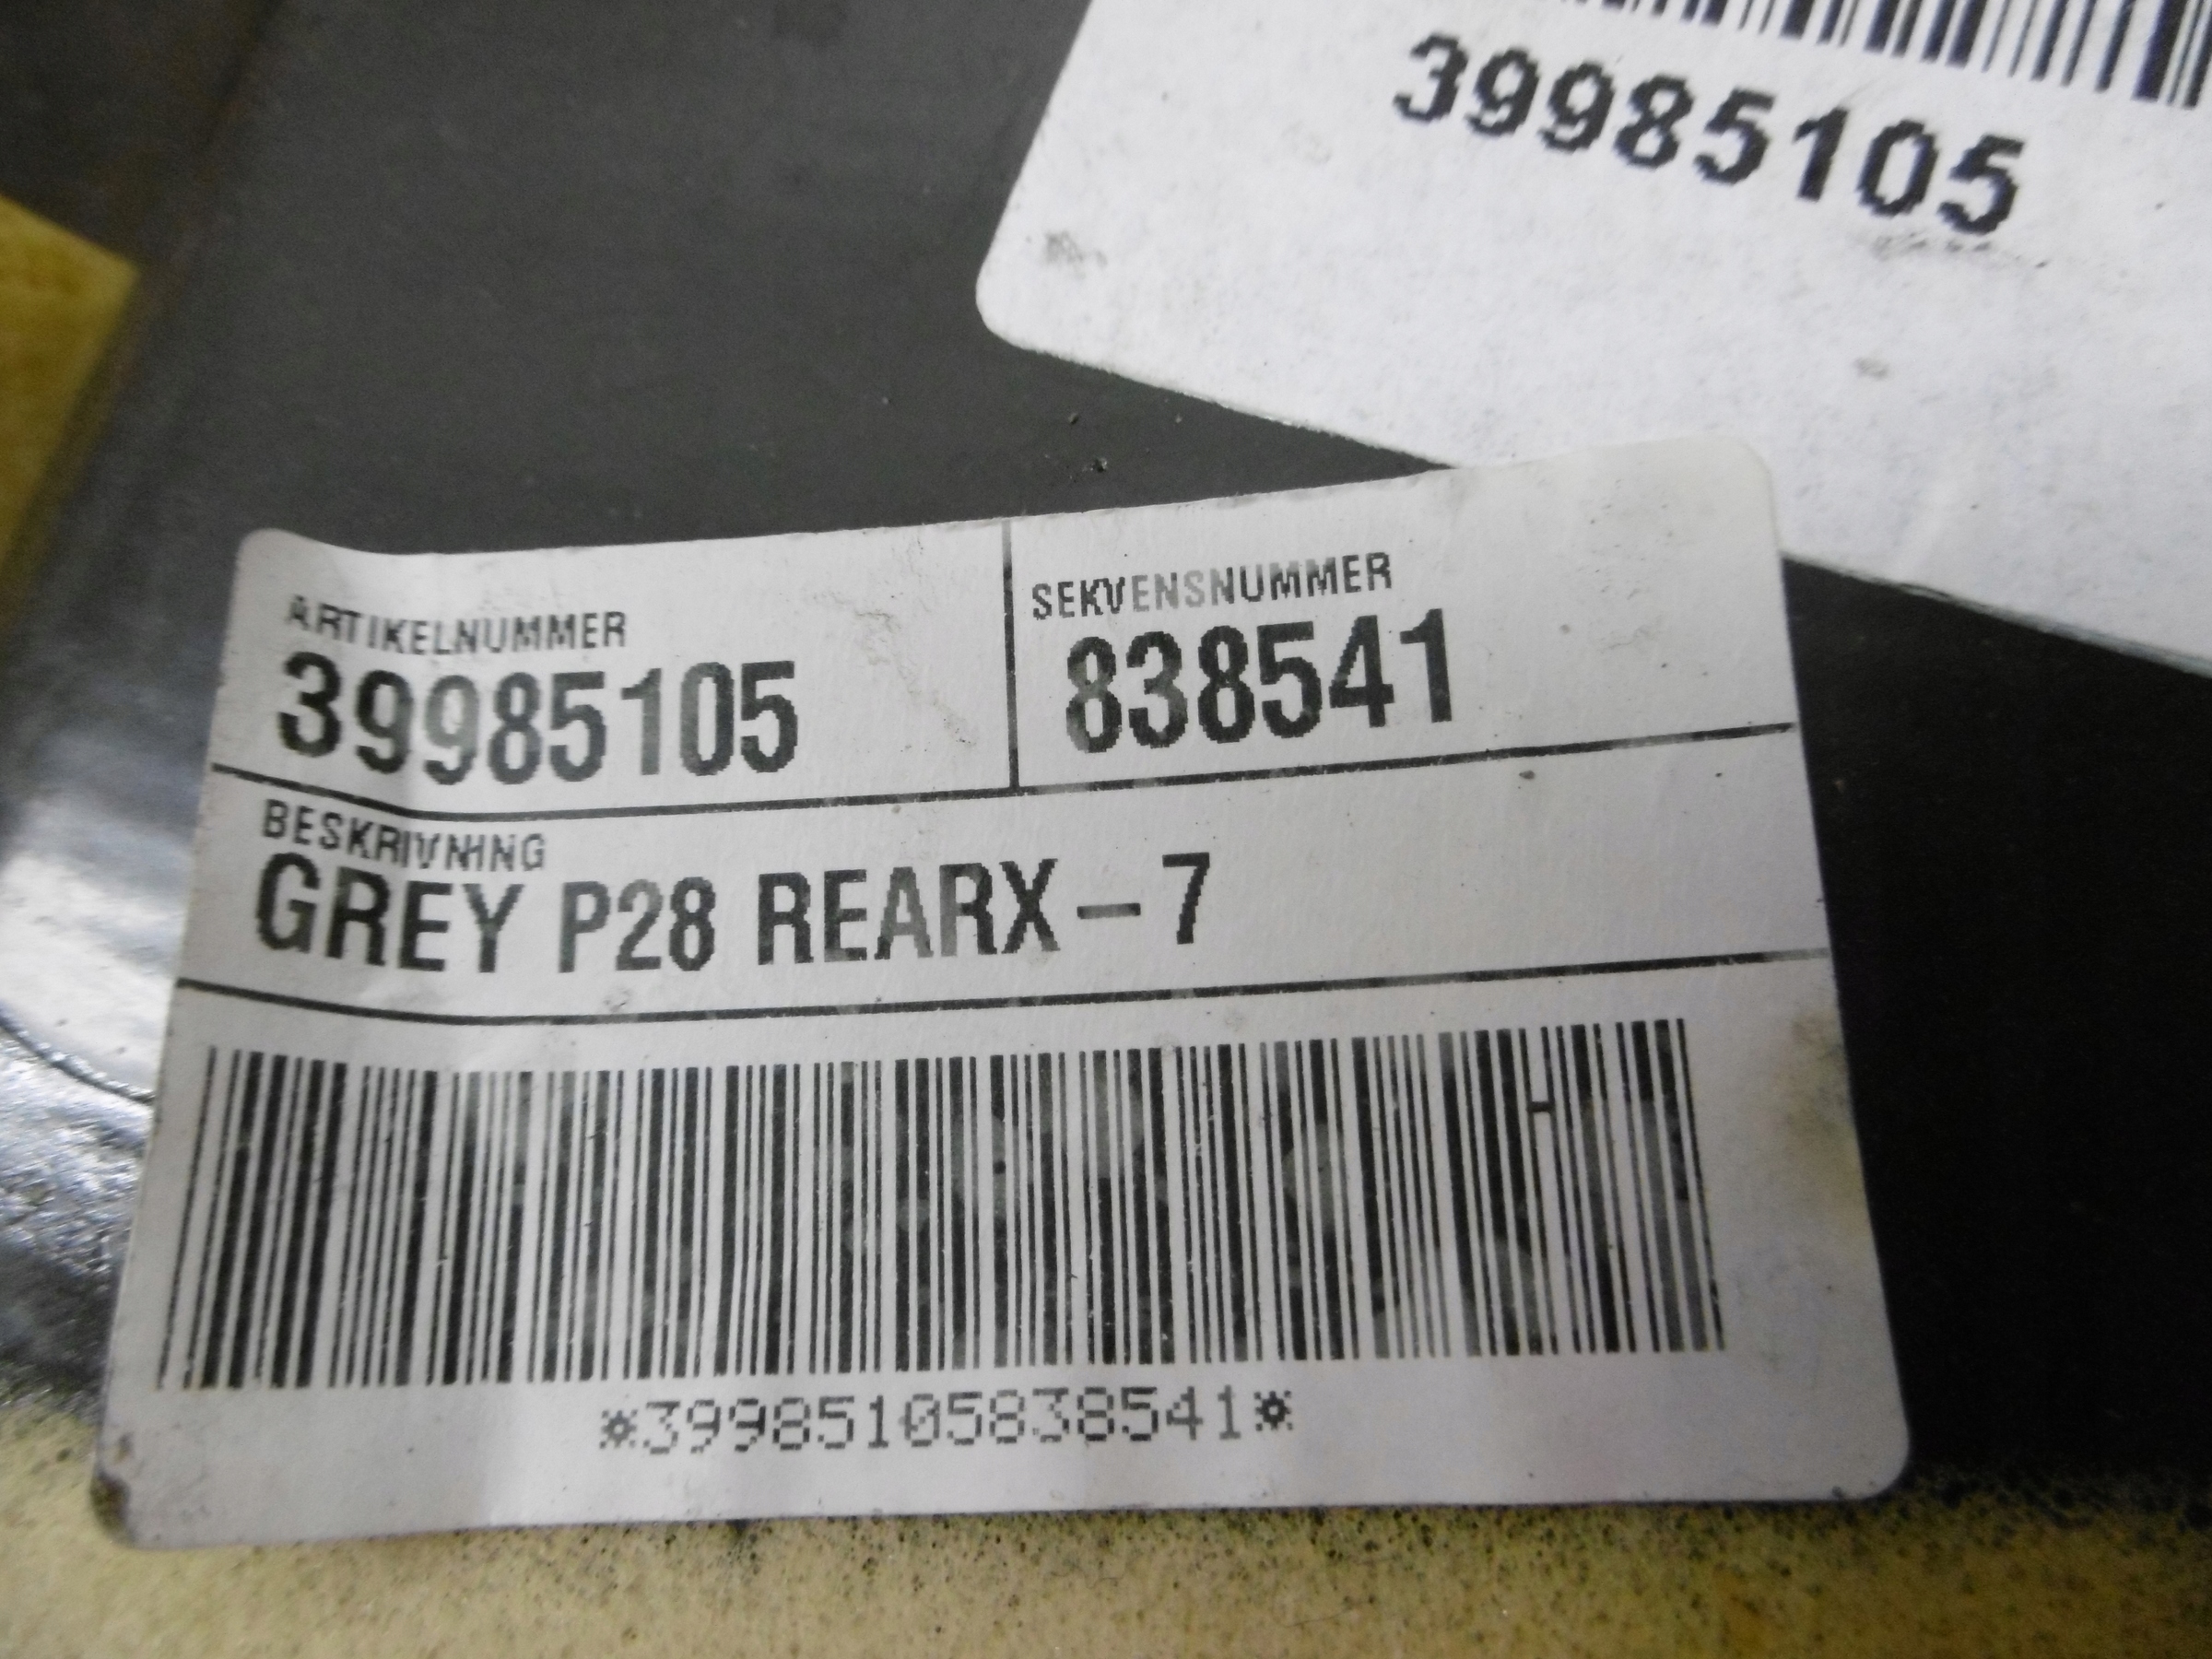 39985105
ARTIKELNUMMER
39985105
SEKVENSNUMMER
838541
BESKRIVNING
GREY P28 REARX-7
*39985105838541*